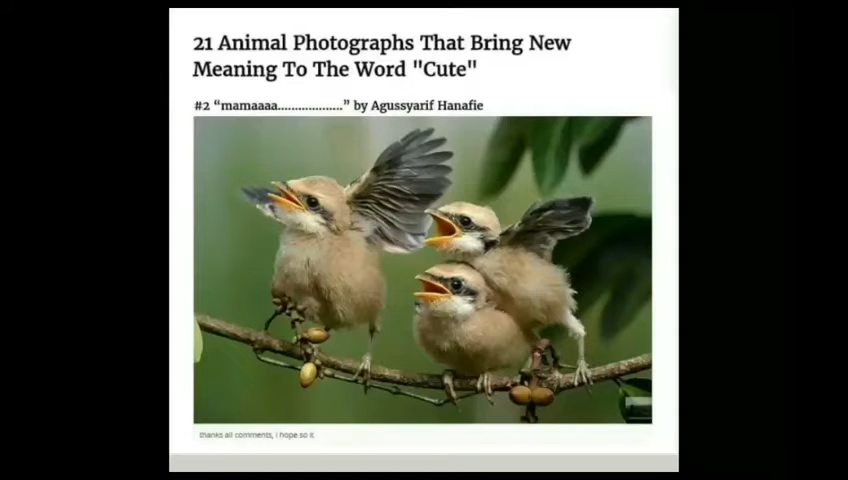 21 Animal Photographs That Bring New
Meaning To The Word "Cute"
#2 “mamaaaa...................” by Agussyarif Hanafie
thanks all comments, i hope so it